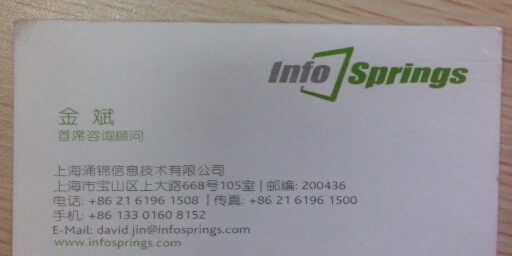 Info Springs
金 斌
首席咨询顾问
上海涌锦信息技术有限公司
上海市宝山区上大路668号105室 | 邮编: 200436
电话: +86 21 6196 1508 | 传真: +86 21 6196 1500
手机: +86 133 0160 8152
E-Mail: david.jin@infosprings.com
www.infosprings.com